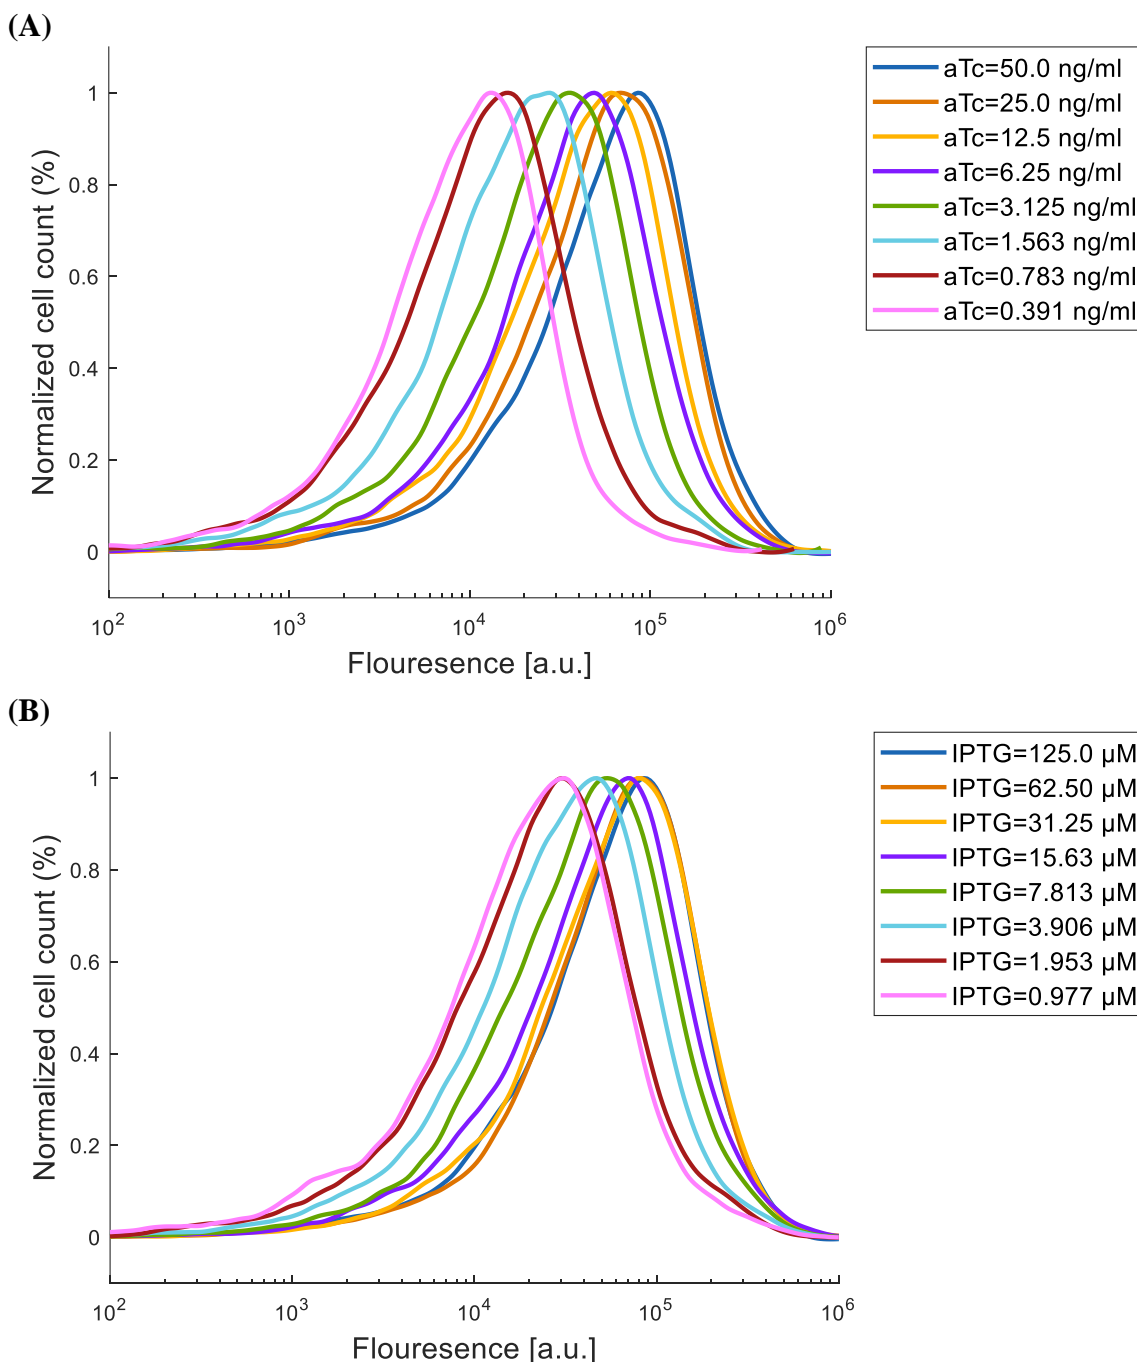 (A)
1
0.8
0.6
0.4
0.2
0
Normalized cell count (%)
10^2
10^3
10^4
10^5
10^6
Flouresence [a.u.]
aTc=50.0 ng/ml
aTc=25.0 ng/ml
aTc=12.5 ng/ml
aTc=6.25 ng/ml
aTc=3.125 ng/ml
aTc=1.563 ng/ml
aTc=0.783 ng/ml
aTc=0.391 ng/ml
(B)
1
0.8
0.6
0.4
0.2
0
Normalized cell count (%)
10^2
10^3
10^4
10^5
10^6
Flouresence [a.u.]
IPTG=125.0 μM
IPTG=62.50 μM
IPTG=31.25 μM
IPTG=15.63 μM
IPTG=7.813 μM
IPTG=3.906 μM
IPTG=1.953 μM
IPTG=0.977 μM